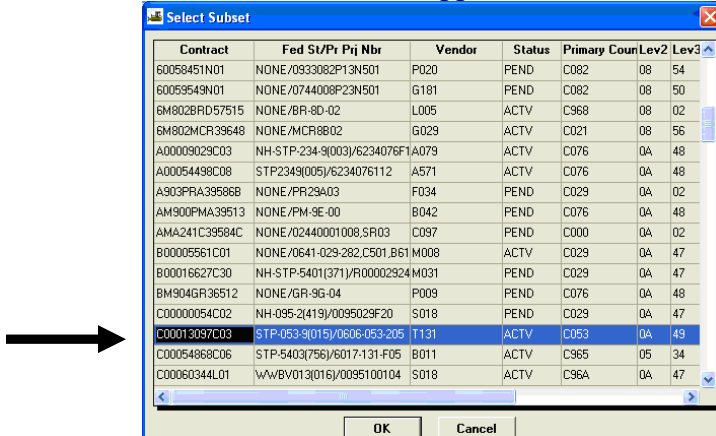 Select Subset
Contract Fed St/Pr Prj Nbr Vendor Status Primary Coun Lev2 Lev3
60058451N01 NONE/0933082P13N501 P020 PEND C082 08 54
60059549N01 NONE/0744008P23N501 G181 PEND C082 08 50
6M802BRD57515 NONE/BR-8D-02 L005 ACTV C968 08 02
6M802MCR39648 NONE/MCR8B02 G029 ACTV C021 08 56
A00009029C03 NH-STP-234-9(003)/6234076F1 A079 ACTV C076 0A 48
A00054498C08 STP2349(005)/6234076112 A571 ACTV C076 0A 48
A903PRA39586B NONE/PR29A03 F034 PEND C029 0A 02
AM900PMA39513 NONE/PM-9E-00 B042 PEND C076 0A 48
AMA241C39584C NONE/02440001008,SR03 C097 PEND C000 0A 02
B00005561C01 NONE/0641-029-282,C501,B61 M008 ACTV C029 0A 47
B00016627C30 NH-STP-5401(371)/R00002924 M031 PEND C029 0A 47
BM904GR36512 NONE/GR-9G-04 P009 PEND C076 0A 48
C00000054C02 NH-095-2(419)/0095029F20 S018 PEND C029 0A 47
C00013097C03 STP-053-9(015)/0606-053-205 T131 ACTV C053 0A 49
C00054868C06 STP-5403(756)/6017-131-F05 B011 ACTV C965 05 34
C00060344L01 WWBV013(016)/0095100104 S018 ACTV C96A 0A 47
OK Cancel